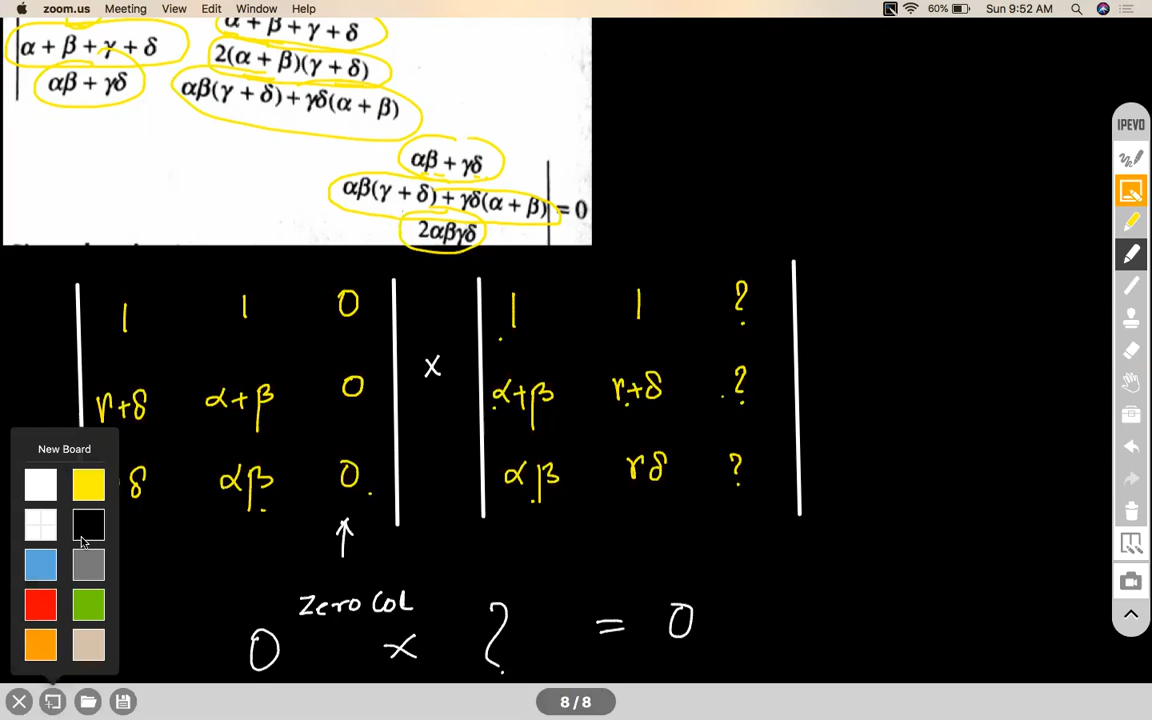 zoom.us Meeting View Edit Window Help 60% Sun 9:52 AM
α + β + γ + δ
α + β + γ + δ
2(α + β)(γ + δ)
αβ + γδ
αβ(γ + δ) + γδ(α + β)
αβ + γδ
αβ(γ + δ) + γδ(α + β)
= 0
2αβγδ
IPEVO
1 1 0 1 1 ?
×
r+δ α+β 0 α+β r+δ ?
δ αβ 0 αβ rδ ?
New Board
Zero Col
0 × ? = 0
8 / 8